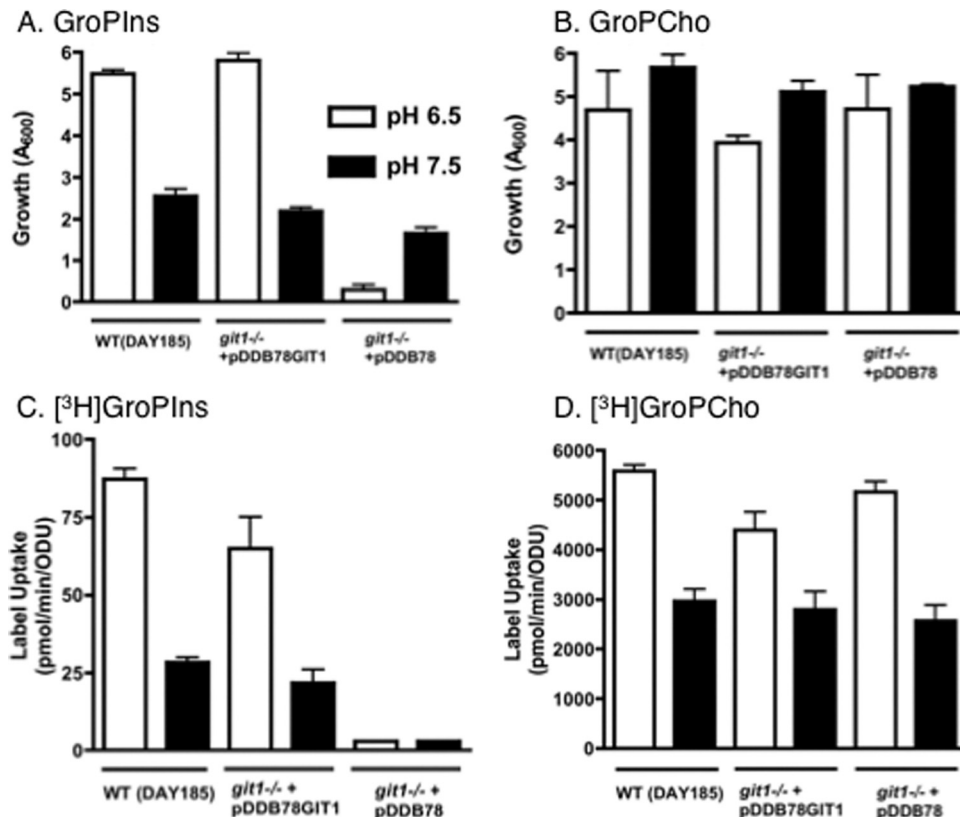 A. GroPIns
Growth (A600)
6
5
4
3
2
1
0
pH 6.5
pH 7.5
WT(DAY185)
git1-/-
+pDDB78GIT1
git1-/-
+pDDB78
B. GroPCho
Growth (A600)
6
5
4
3
2
1
0
WT(DAY185)
git1-/-
+pDDB78GIT1
git1-/-
+pDDB78
C. [³H]GroPIns
Label Uptake
(pmol/min/ODU)
100
75
50
25
0
WT (DAY185)
git1-/- +
pDDB78GIT1
git1-/- +
pDDB78
D. [³H]GroPCho
Label Uptake
(pmol/min/ODU)
6000
5000
4000
3000
2000
1000
0
WT (DAY185)
git1-/- +
pDDB78GIT1
git1-/- +
pDDB78